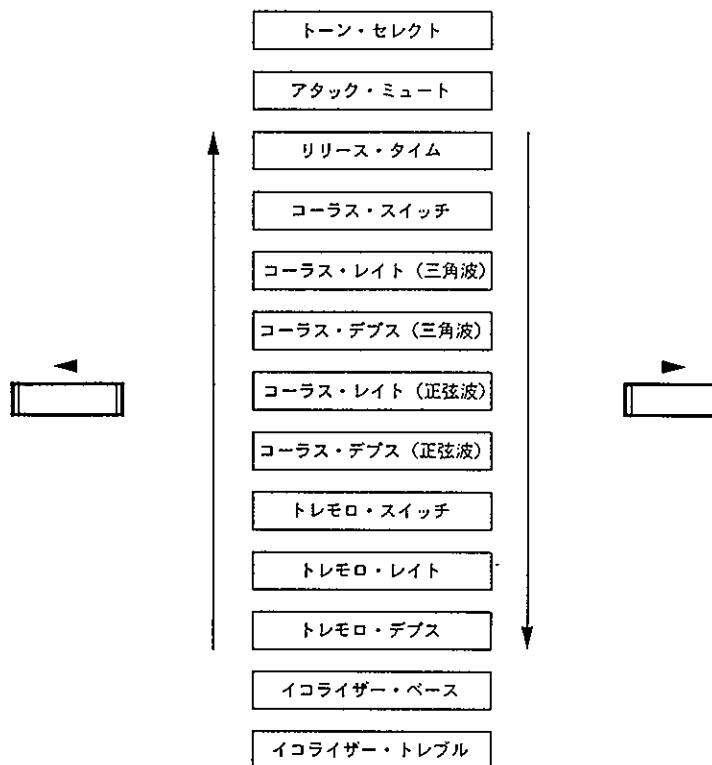 トーン・セレクト
アタック・ミュート
リリース・タイム
コーラス・スイッチ
コーラス・レイト（三角波）
コーラス・デプス（三角波）
コーラス・レイト（正弦波）
コーラス・デプス（正弦波）
トレモロ・スイッチ
トレモロ・レイト
トレモロ・デプス
イコライザー・ベース
イコライザー・トレブル